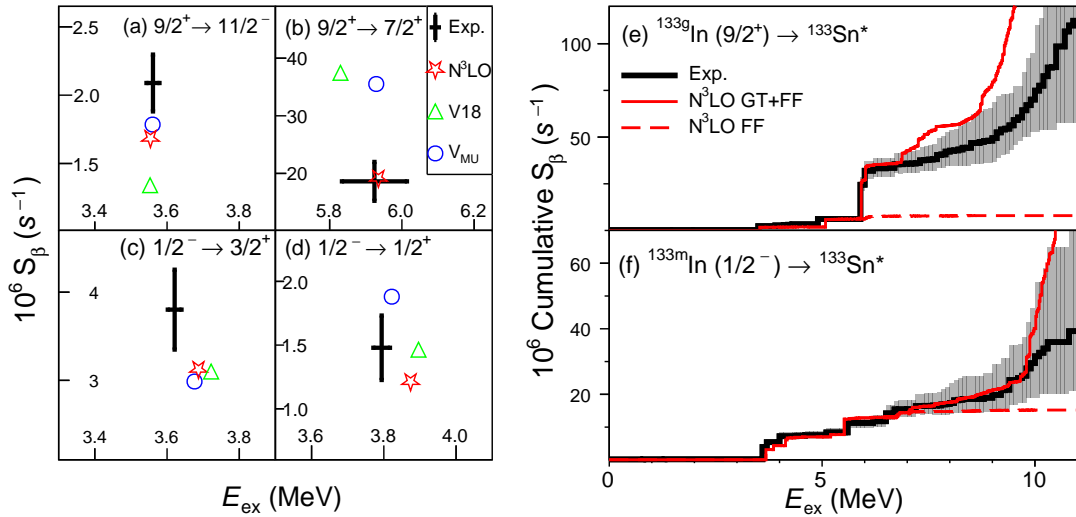 10⁶ S_β (s⁻¹)
(a) 9/2⁺ → 11/2⁻
2.5
2.0
1.5
1.0
3.4
3.6
3.8
(b) 9/2⁺ → 7/2⁺
40
30
20
5.8
6.0
6.2
Exp.
N³LO
V18
V_MU
(c) 1/2⁻ → 3/2⁺
4
3
3.4
3.6
3.8
(d) 1/2⁻ → 1/2⁺
2.0
1.5
1.0
3.6
3.8
4.0
E_ex (MeV)
10⁶ Cumulative S_β (s⁻¹)
(e) ¹³³ᵍIn (9/2⁺) → ¹³³Sn*
Exp.
N³LO GT+FF
N³LO FF
100
50
(f) ¹³³ᵐIn (1/2⁻) → ¹³³Sn*
60
40
20
0
5
10
E_ex (MeV)